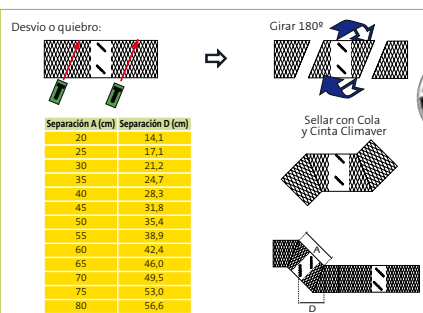 Desvío o quiebro:
Girar 180º
Separación A (cm) Separación D (cm)
20 14,1
25 17,1
30 21,2
35 24,7
40 28,3
45 31,8
50 35,4
55 38,9
60 42,4
65 46,0
70 49,5
75 53,0
80 56,6
Sellar con Cola
y Cinta Climaver
A
D